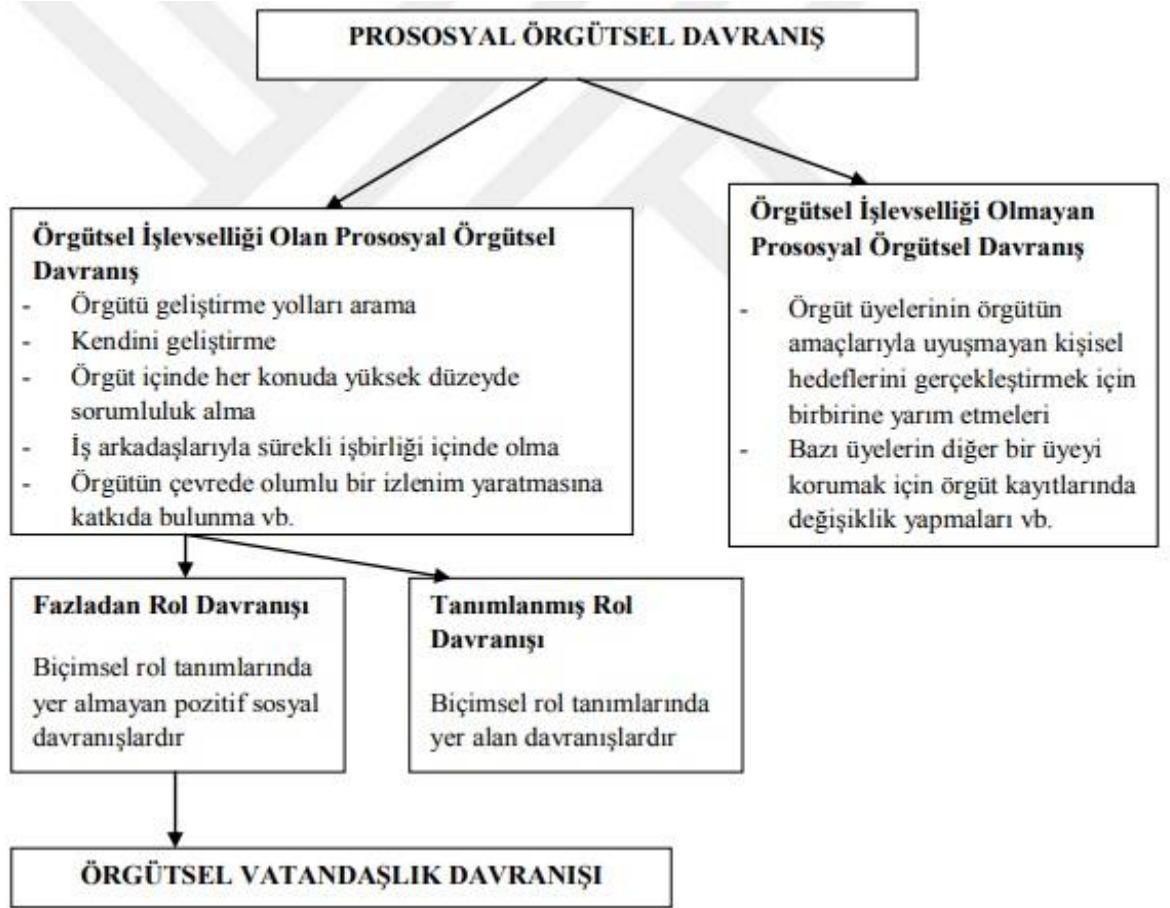 PROSOSYAL ÖRGÜTSEL DAVRANIŞ
Örgütsel İşlevselliği Olan Prososyal Örgütsel
Davranış
- Örgütü geliştirme yolları arama
- Kendini geliştirme
- Örgüt içinde her konuda yüksek düzeyde
sorumluluk alma
- İş arkadaşlarıyla sürekli işbirliği içinde olma
- Örgütün çevrede olumlu bir izlenim yaratmasına
katkıda bulunma vb.
Örgütsel İşlevselliği Olmayan
Prososyal Örgütsel Davranış
- Örgüt üyelerinin örgütün
amaçlarıyla uyuşmayan kişisel
hedeflerini gerçekleştirmek için
birbirine yarım etmeleri
- Bazı üyelerin diğer bir üyeyi
korumak için örgüt kayıtlarında
değişiklik yapmaları vb.
Fazladan Rol Davranışı
Biçimsel rol tanımlarında
yer almayan pozitif sosyal
davranışlardır
Tanımlanmış Rol
Davranışı
Biçimsel rol tanımlarında
yer alan davranışlardır
ÖRGÜTSEL VATANDAŞLIK DAVRANIŞI